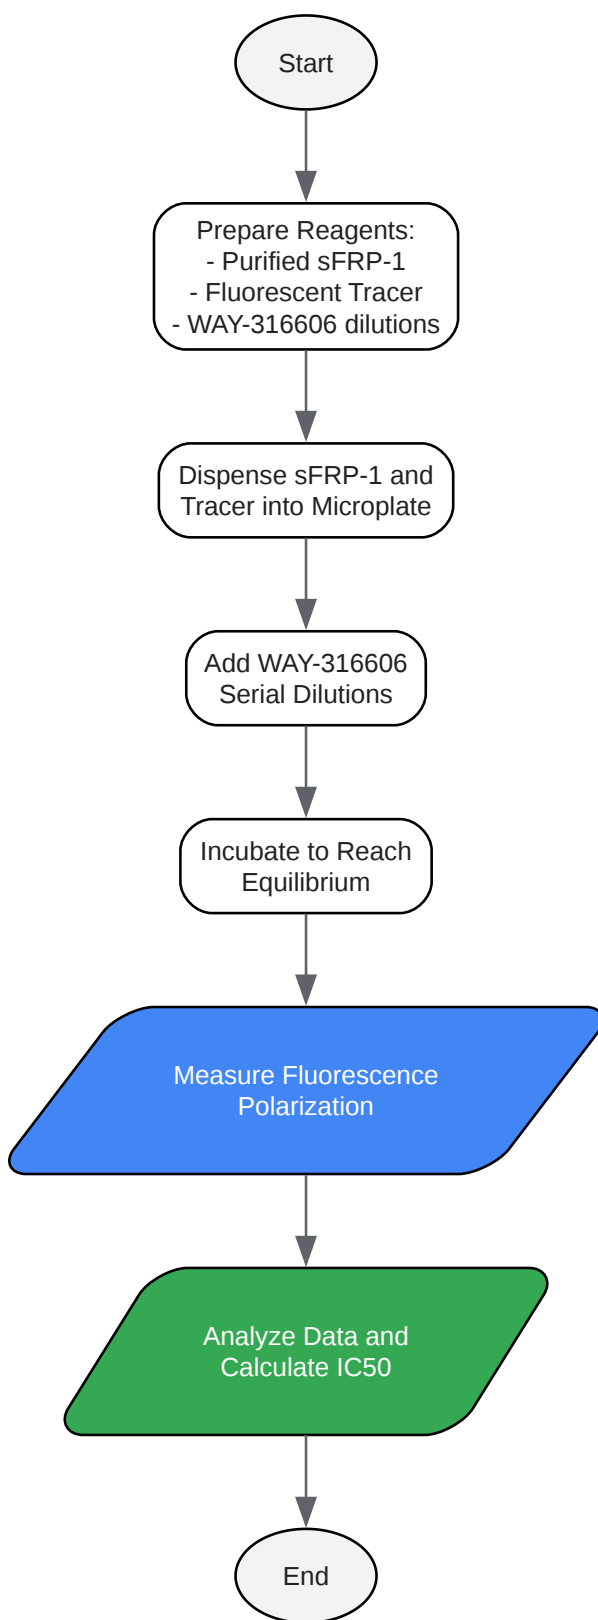 Start
Prepare Reagents:
- Purified sFRP-1
- Fluorescent Tracer
- WAY-316606 dilutions
Dispense sFRP-1 and
Tracer into Microplate
Add WAY-316606
Serial Dilutions
Incubate to Reach
Equilibrium
Measure Fluorescence
Polarization
Analyze Data and
Calculate IC50
End